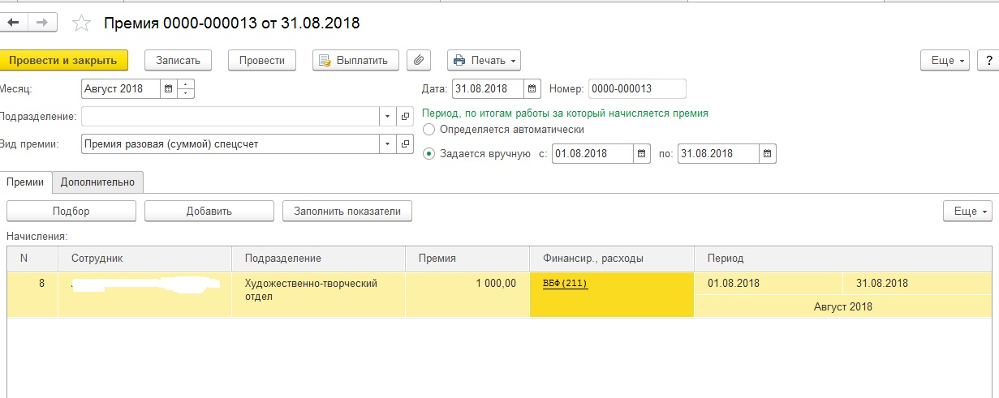 Премия 0000-000013 от 31.08.2018
Провести и закрыть Записать Провести Выплатить Печать Еще ?
Месяц: Август 2018 Дата: 31.08.2018 Номер: 0000-000013
Подразделение: Период, по итогам работы за который начисляется премия
Определяется автоматически
Вид премии: Премия разовая (суммой) спецсчет Задается вручную с: 01.08.2018 по: 31.08.2018
Премии Дополнительно
Подбор Добавить Заполнить показатели Еще
Начисления:
N Сотрудник Подразделение Премия Финансир., расходы Период
8 Художественно-творческий 1 000,00 ВБФ(211) 01.08.2018 31.08.2018
отдел
Август 2018